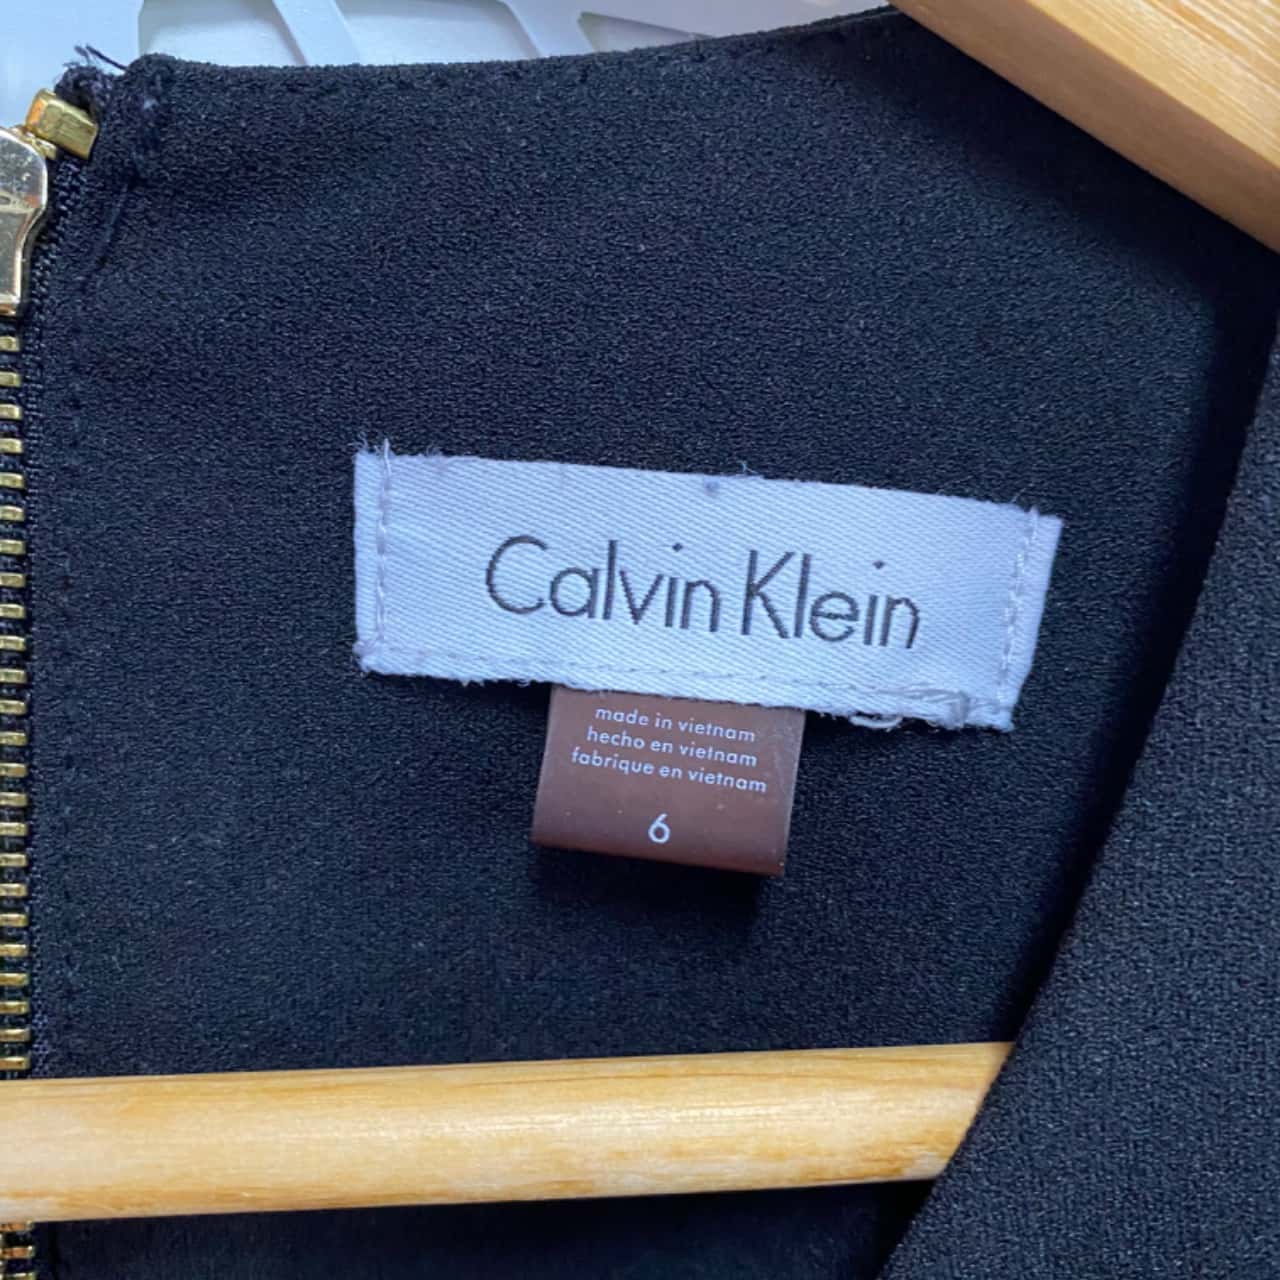 Calvin Klein
made in vietnam
hecho en vietnam
fabrique en vietnam
6